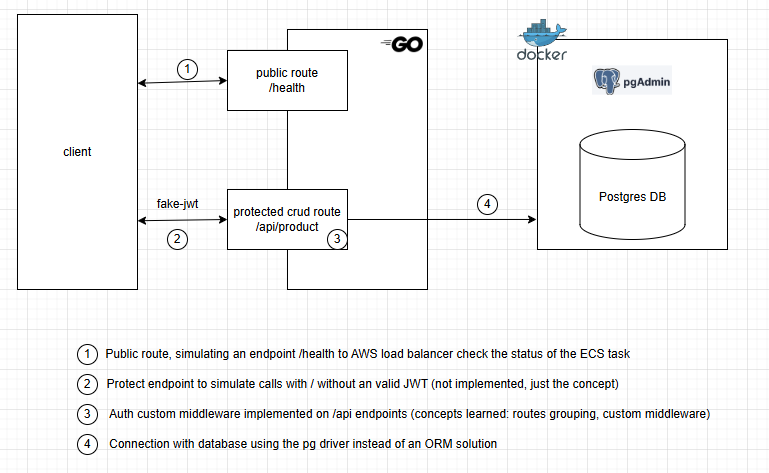 GO
docker
pgAdmin
1
public route
/health
client
Postgres DB
fake-jwt
4
protected crud route
/api/product
2
3
1 Public route, simulating an endpoint /health to AWS load balancer check the status of the ECS task
2 Protect endpoint to simulate calls with / without an valid JWT (not implemented, just the concept)
3 Auth custom middleware implemented on /api endpoints (concepts learned: routes grouping, custom middleware)
4 Connection with database using the pg driver instead of an ORM solution